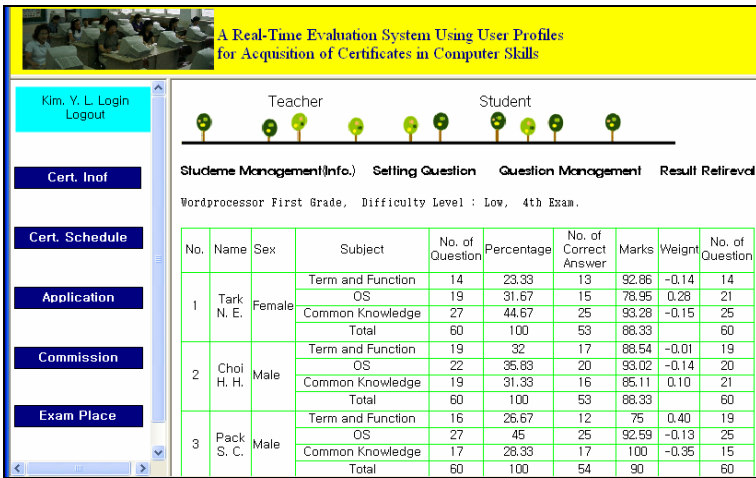 A Real-Time Evaluation System Using User Profiles
for Acquisition of Certificates in Computer Skills
Kim. Y. L. Login
Logout
Cert. Inof
Cert. Schedule
Application
Commission
Exam Place
Teacher Student
Studeme Management(Info.) Setting Question Question Management Result Retireval
Wordprocessor First Grade, Difficulty Level : Low, 4th Exam.
No. Name Sex Subject No. of Question Percentage No. of Correct Answer Marks Weignt No. of Question
1 Tark N. E. Female
Term and Function 14 23.33 13 92.86 -0.14 14
OS 19 31.67 15 78.95 0.28 21
Common Knowledge 27 44.67 25 93.28 -0.15 25
Total 60 100 53 88.33 60
2 Choi H. H. Male
Term and Function 19 32 17 88.54 -0.01 19
OS 22 35.83 20 93.02 -0.14 20
Common Knowledge 19 31.33 16 85.11 0.10 21
Total 60 100 53 88.33 60
3 Pack S. C. Male
Term and Function 16 26.67 12 75 0.40 19
OS 27 45 25 92.59 -0.13 25
Common Knowledge 17 28.33 17 100 -0.35 15
Total 60 100 54 90 60